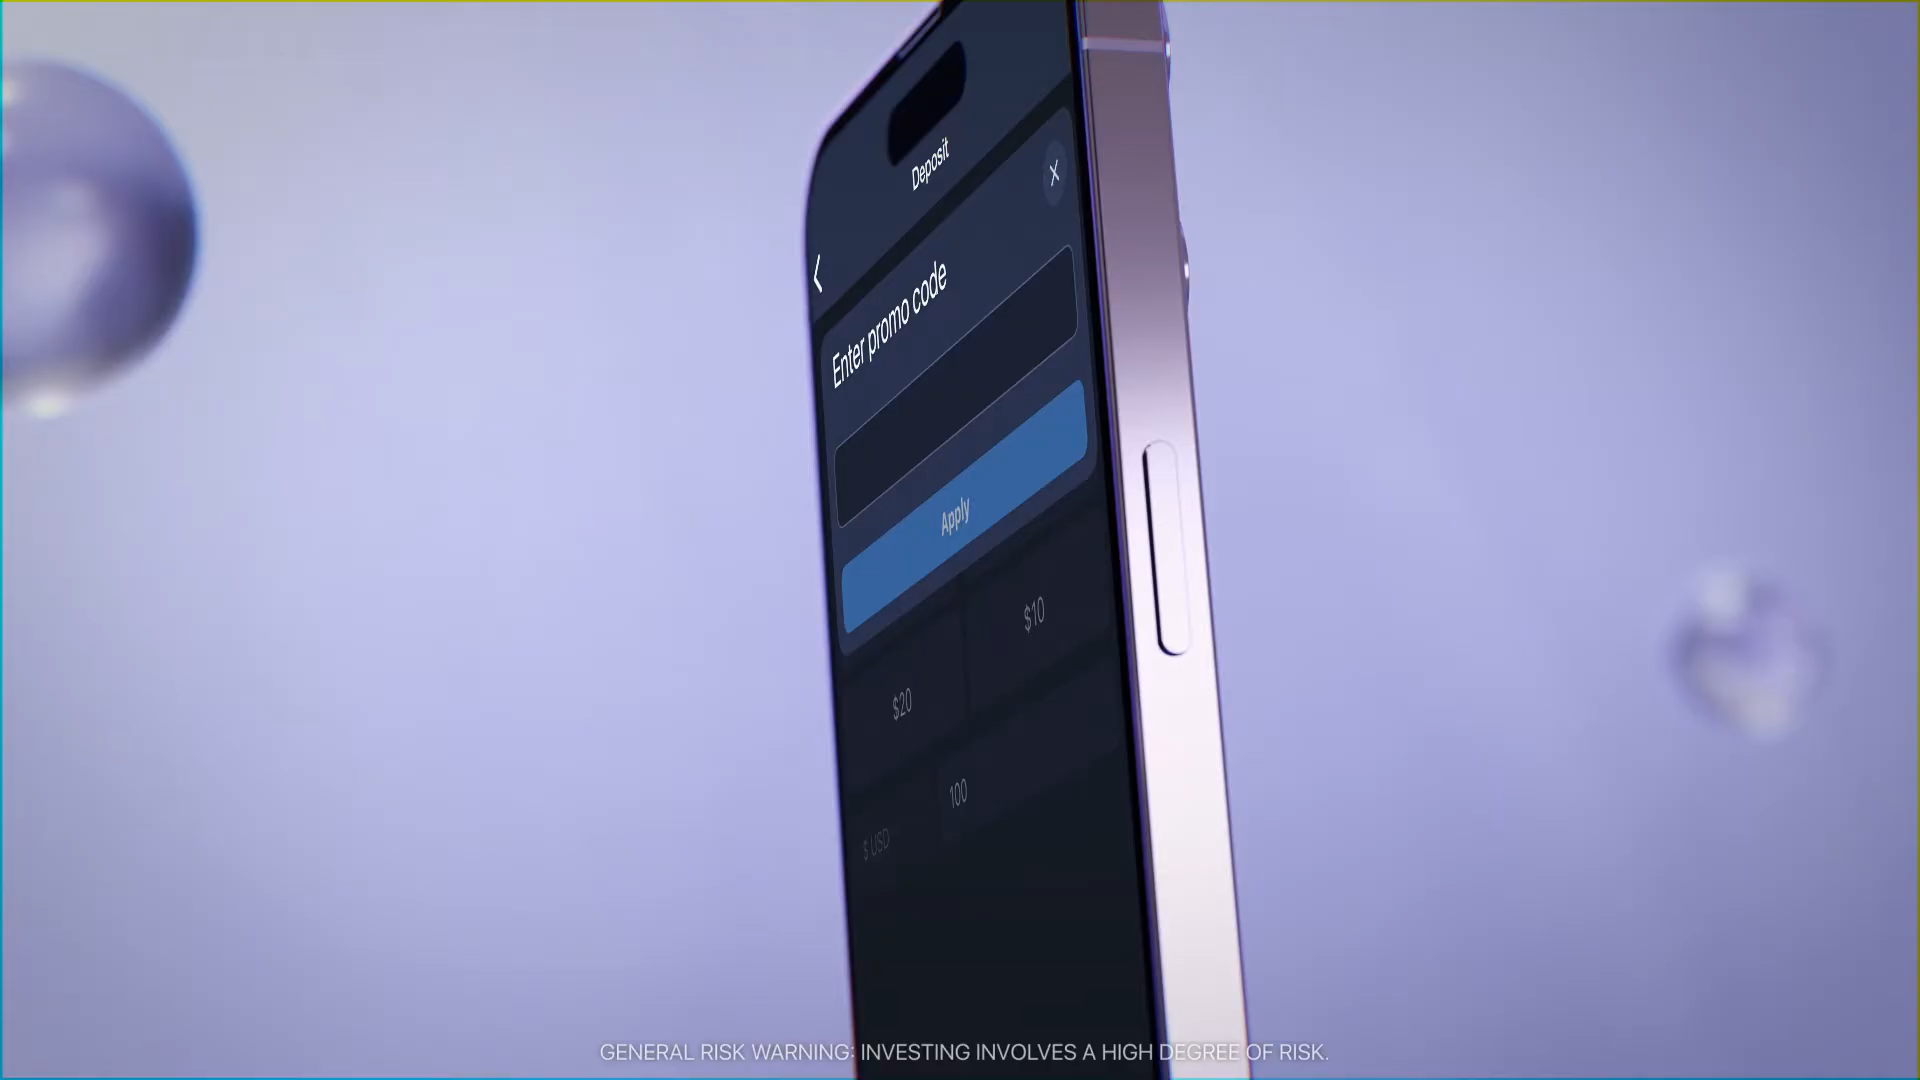 Deposit
Enter promo code
Apply
$10
$20
100
$ USD
GENERAL RISK WARNING: INVESTING INVOLVES A HIGH DEGREE OF RISK.